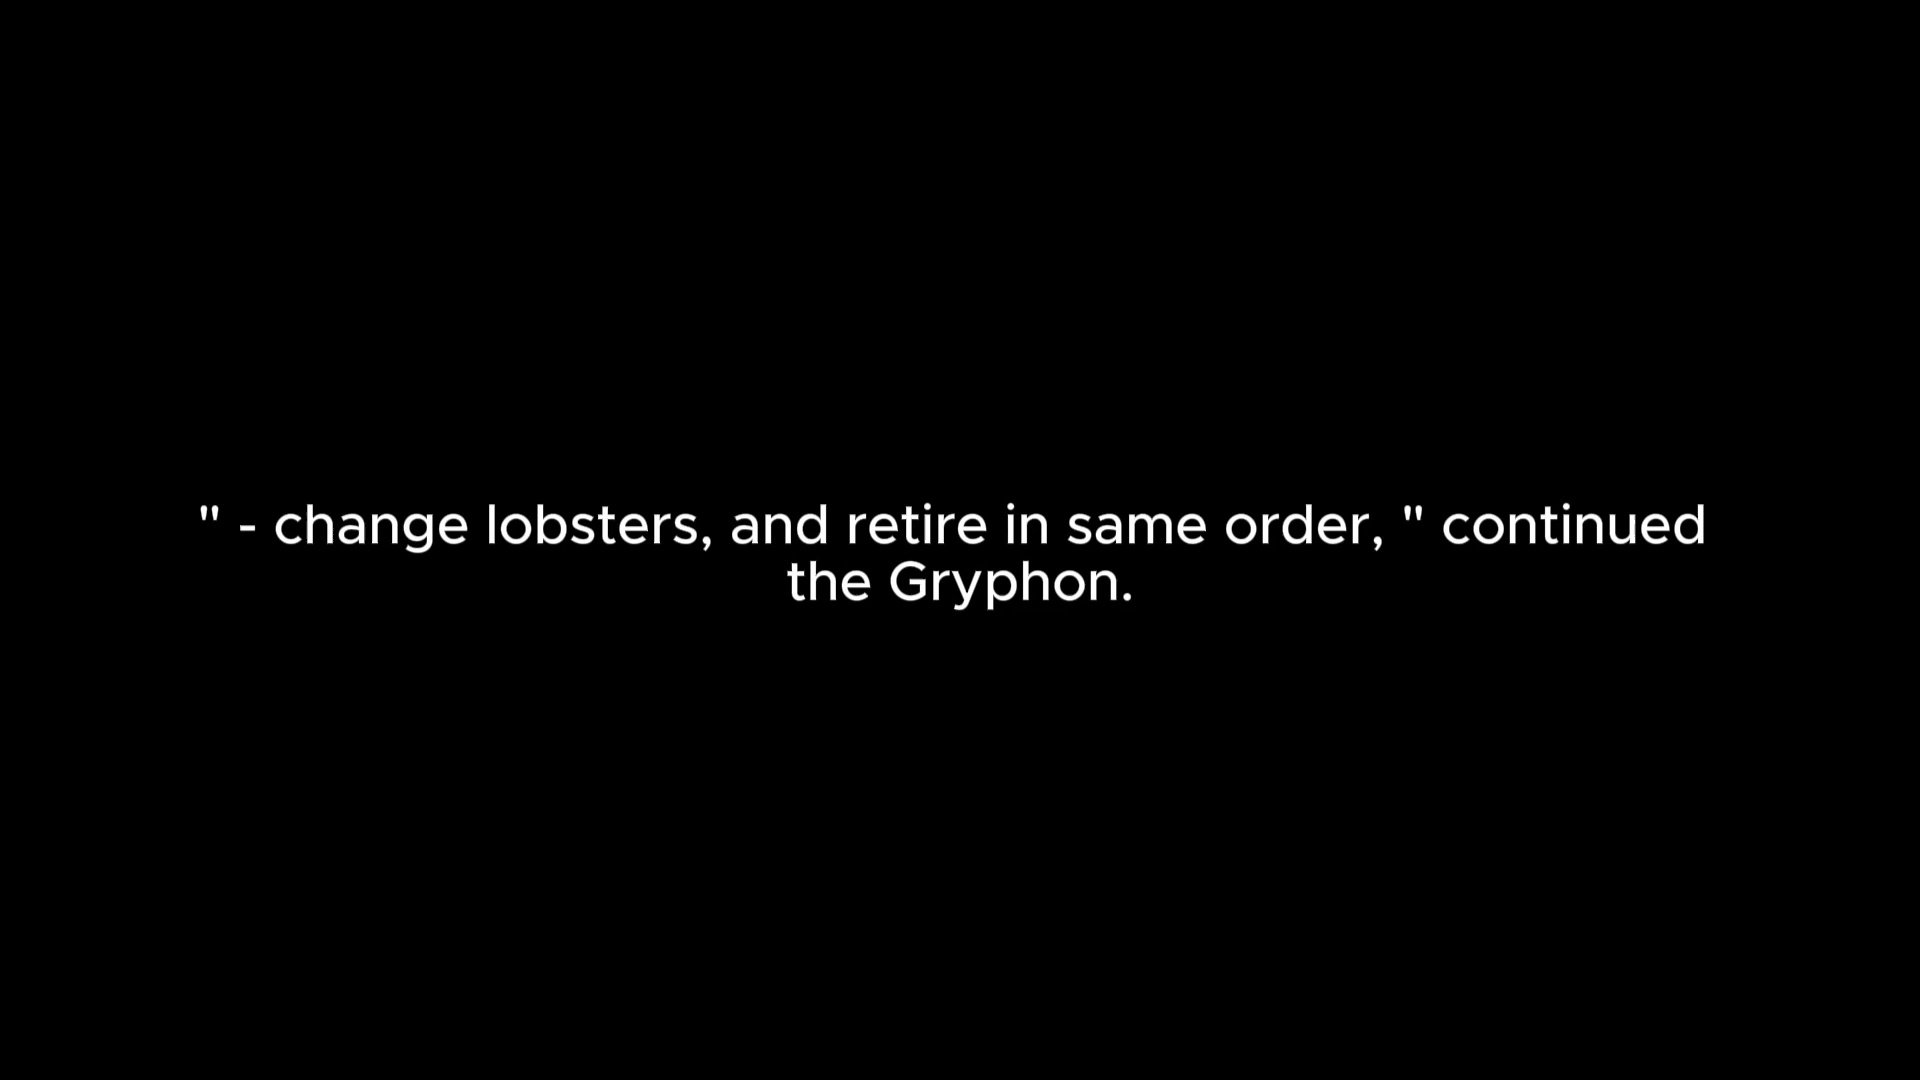 " - change lobsters, and retire in same order, " continued
the Gryphon.